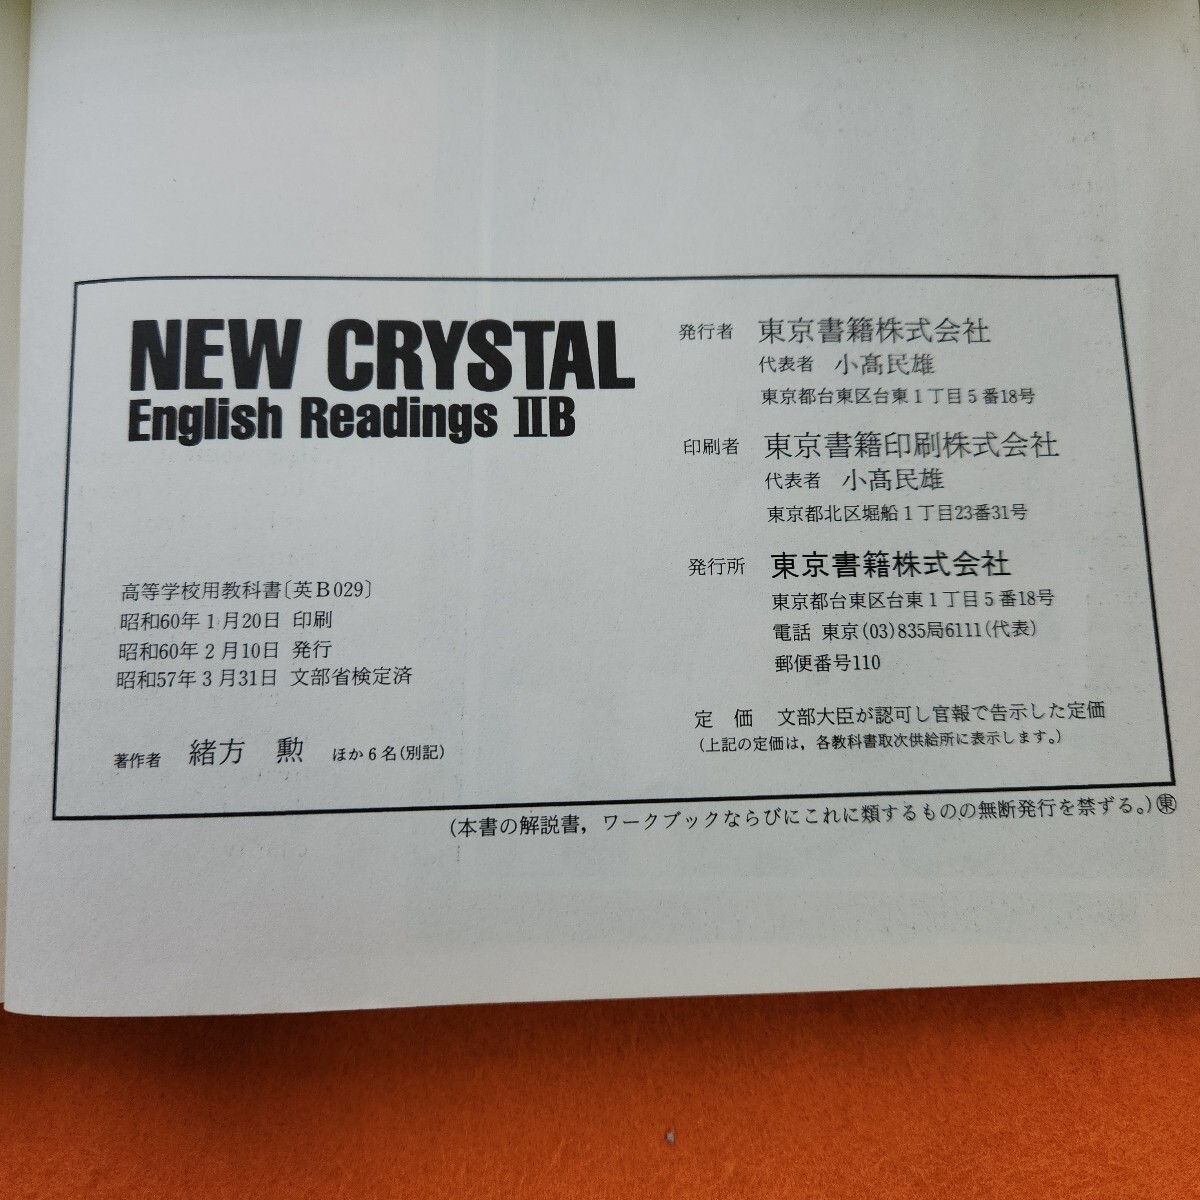 NEW CRYSTAL
English Readings ⅡB
高等学校用教科書〔英B029〕
昭和60年1月20日 印刷
昭和60年2月10日 発行
昭和57年3月31日 文部省検定済
著作者 緒方 勲 ほか6名(別記)
発行者 東京書籍株式会社
代表者 小髙民雄
東京都台東区台東1丁目5番18号
印刷者 東京書籍印刷株式会社
代表者 小髙民雄
東京都北区堀船1丁目23番31号
発行所 東京書籍株式会社
東京都台東区台東1丁目5番18号
電話 東京(03)835局6111(代表)
郵便番号110
定 価 文部大臣が認可し官報で告示した定価
(上記の定価は，各教科書取次供給所に表示します。)
(本書の解説書，ワークブックならびにこれに類するものの無断発行を禁ずる。)㊞東